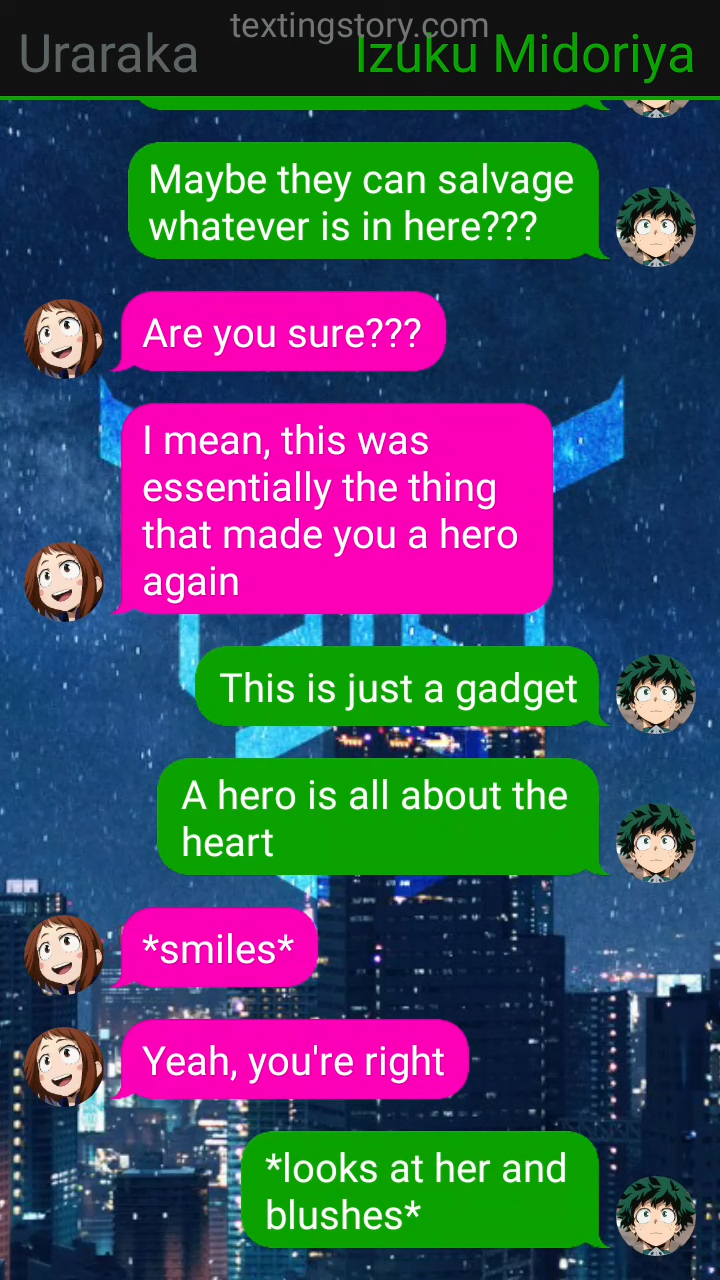 textingstory.com
Uraraka
Izuku Midoriya
Maybe they can salvage
whatever is in here???
Are you sure???
I mean, this was
essentially the thing
that made you a hero
again
This is just a gadget
A hero is all about the
heart
*smiles*
Yeah, you're right
*looks at her and
blushes*